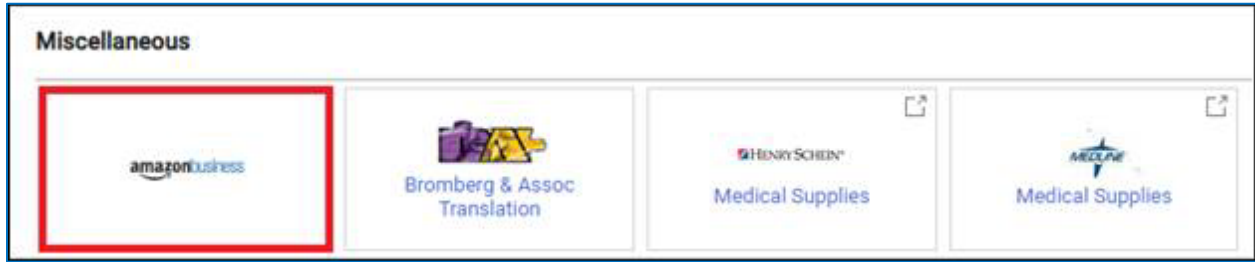 Miscellaneous
amazonbusiness
Bromberg & Assoc
Translation
HENRY SCHEIN®
Medical Supplies
MEDLINE
Medical Supplies